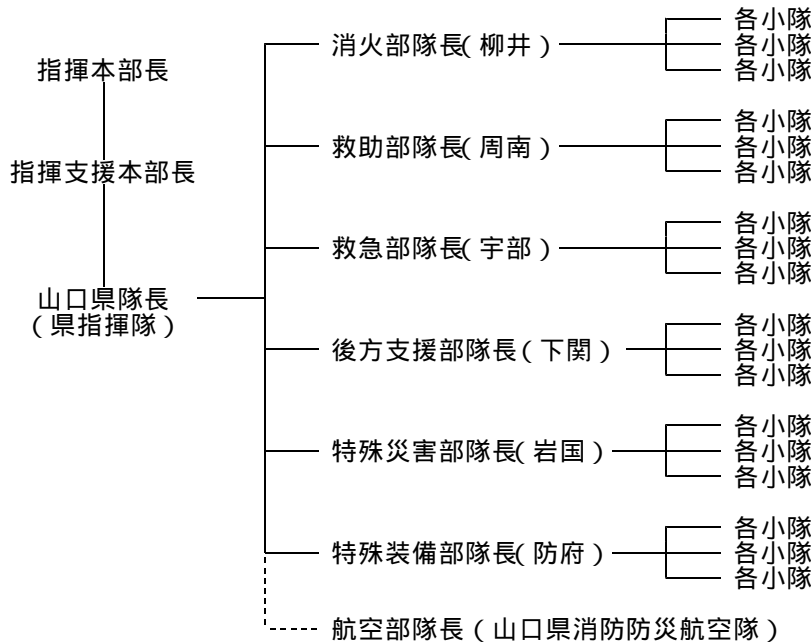 指揮本部長
指揮支援本部長
山口県隊長
(県指揮隊)
消火部隊長(柳井)
各小隊
各小隊
各小隊
救助部隊長(周南)
各小隊
各小隊
各小隊
救急部隊長(宇部)
各小隊
各小隊
各小隊
後方支援部隊長(下関)
各小隊
各小隊
各小隊
特殊災害部隊長(岩国)
各小隊
各小隊
各小隊
特殊装備部隊長(防府)
各小隊
各小隊
各小隊
航空部隊長(山口県消防防災航空隊)